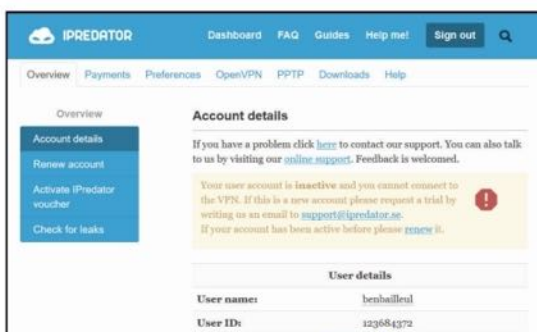 IPREDATOR
Dashboard FAQ Guides Help me! Sign out
Overview Payments Preferences OpenVPN PPTP Downloads Help
Overview
Account details
Renew account
Activate IPredator
voucher
Check for leaks
Account details
If you have a problem click here to contact our support. You can also talk
to us by visiting our online support. Feedback is welcomed.
Your user account is inactive and you cannot connect to
the VPN. If this is a new account please request a trial by
writing us an email to support@ipredator.se.
If your account has been active before please renew it.
User details
User name: benbailleul
User ID: 123684372